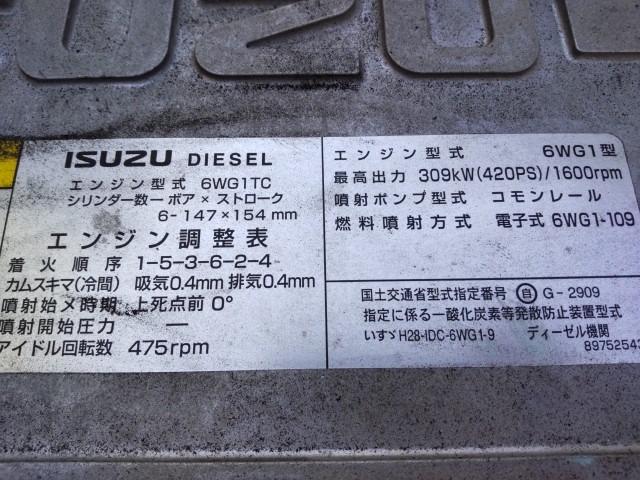 ISUZU DIESEL
エンジン型式 6WG1TC
シリンダー数ーボア×ストローク
6-147×154mm
エンジン調整表
着火順序 1-5-3-6-2-4
カムスキマ(冷間) 吸気0.4mm 排気0.4mm
噴射始メ時期 上死点前 0°
噴射開始圧力 —
アイドル回転数 475rpm
エンジン型式 6WG1型
最高出力 309kW(420PS)/1600rpm
噴射ポンプ型式 コモンレール
燃料噴射方式 電子式 6WG1-109
国土交通省型式指定番号 自 G-2909
指定に係る一酸化炭素等発散防止装置型式
いすゞH28-IDC-6WG1-9 ディーゼル機関
89752543